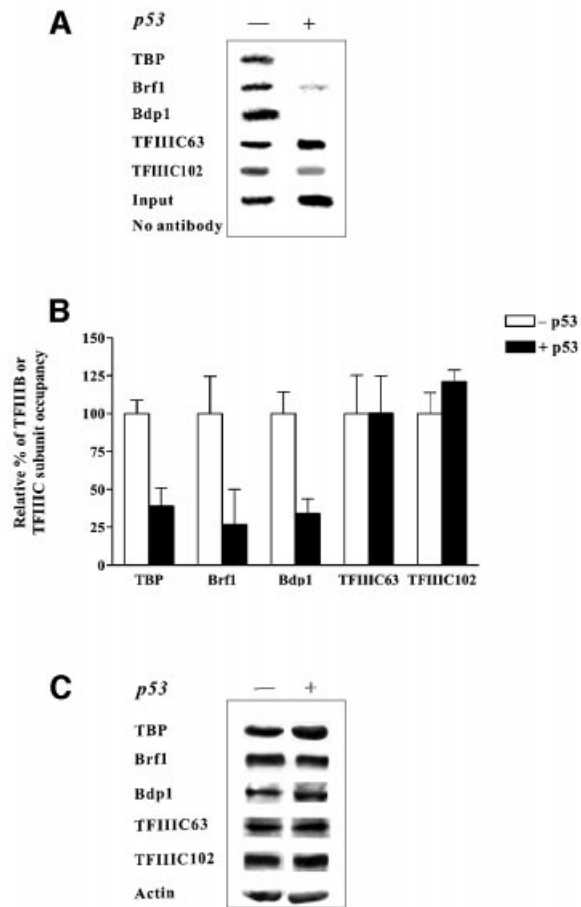 A
p53 — +
TBP
Brf1
Bdp1
TFIIIC63
TFIIIC102
Input
No antibody
B
Relative % of TFIIIB or
TFIIIC subunit occupancy
150
125
100
75
50
25
0
– p53
+ p53
TBP Brf1 Bdp1 TFIIIC63 TFIIIC102
C
p53 — +
TBP
Brf1
Bdp1
TFIIIC63
TFIIIC102
Actin